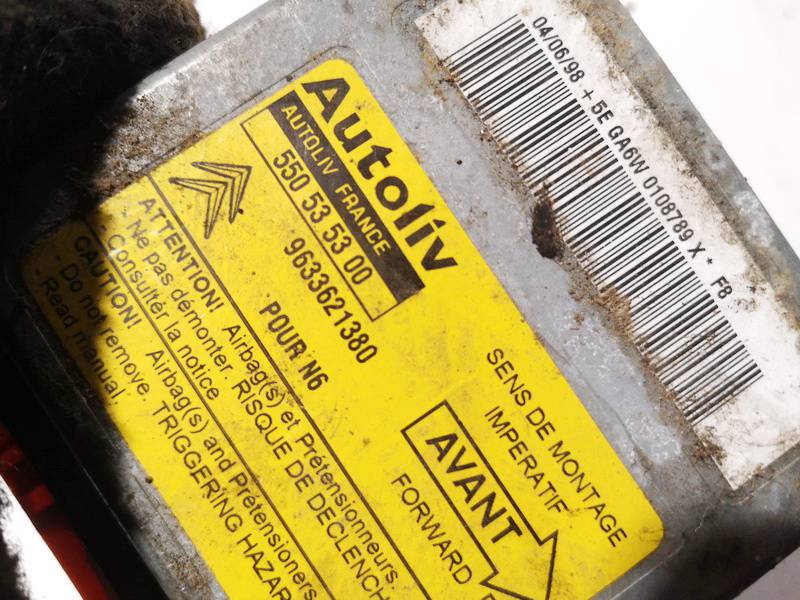 04/06/98 + 5E GA6W 0108789 X * F8
Autoliv
AUTOLIV FRANCE
550 53 53 00
9633621380
POUR N6
ATTENTION! Airbag(s) et Prétensionneurs.
- Ne pas démonter. RISQUE DE DECLENCH
- Consulter la notice
CAUTION! Airbag(s) and Prétensioners
- Do not remove. TRIGGERING HAZAR
- Read manual
SENS DE MONTAGE
IMPERATIF
AVANT
FORWARD